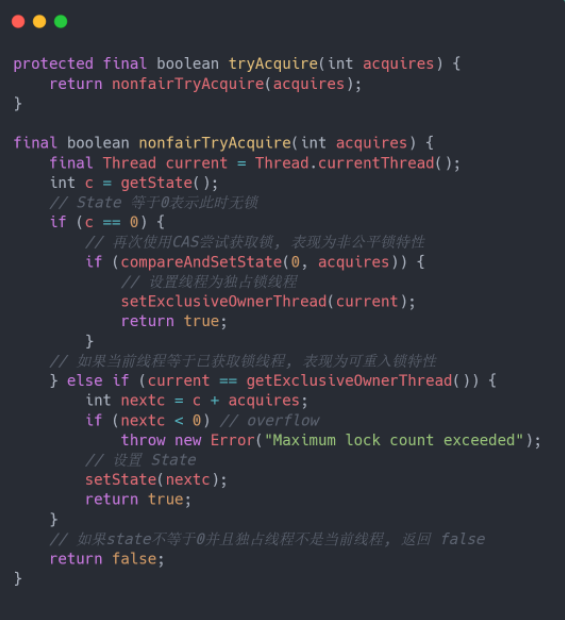 protected final boolean tryAcquire(int acquires) {
    return nonfairTryAcquire(acquires);
}

final boolean nonfairTryAcquire(int acquires) {
    final Thread current = Thread.currentThread();
    int c = getState();
    // State 等于0表示此时无锁
    if (c == 0) {
        // 再次使用CAS尝试获取锁, 表现为非公平锁特性
        if (compareAndSetState(0, acquires)) {
            // 设置线程为独占锁线程
            setExclusiveOwnerThread(current);
            return true;
        }
    // 如果当前线程等于已获取锁线程, 表现为可重入锁特性
    } else if (current == getExclusiveOwnerThread()) {
        int nextc = c + acquires;
        if (nextc < 0) // overflow
            throw new Error("Maximum lock count exceeded");
        // 设置 State
        setState(nextc);
        return true;
    }
    // 如果state不等于0并且独占线程不是当前线程, 返回 false
    return false;
}